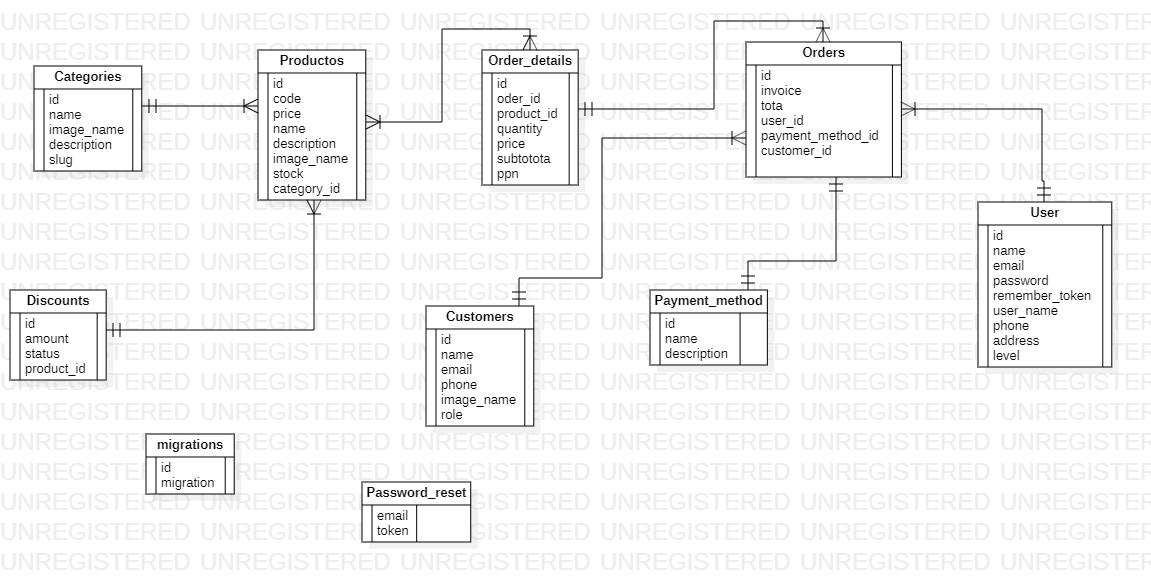 Categories
id
name
image_name
description
slug
Productos
id
code
price
name
description
image_name
stock
category_id
Order_details
id
oder_id
product_id
quantity
price
subtotota
ppn
Orders
id
invoice
tota
user_id
payment_method_id
customer_id
User
id
name
email
password
remember_token
user_name
phone
address
level
Discounts
id
amount
status
product_id
Customers
id
name
email
phone
image_name
role
Payment_method
id
name
description
migrations
id
migration
Password_reset
email
token
UNREGISTERED